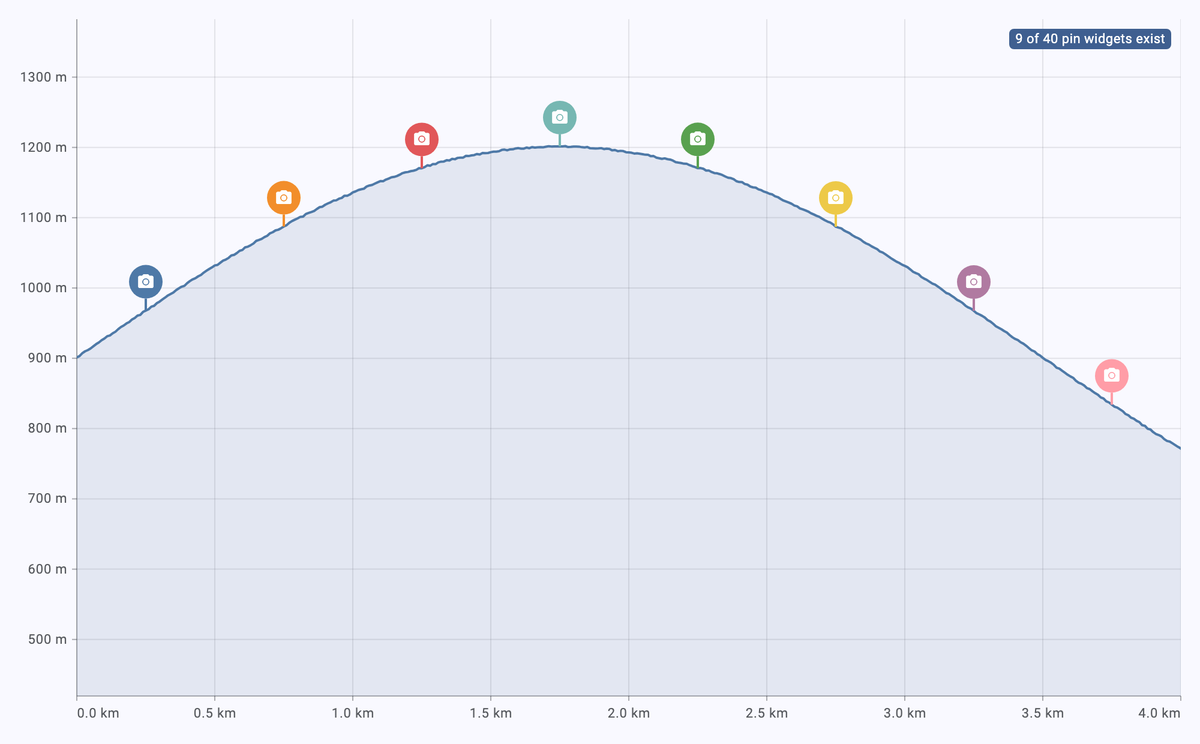 9 of 40 pin widgets exist
1300 m
1200 m
1100 m
1000 m
900 m
800 m
700 m
600 m
500 m
0.0 km
0.5 km
1.0 km
1.5 km
2.0 km
2.5 km
3.0 km
3.5 km
4.0 km